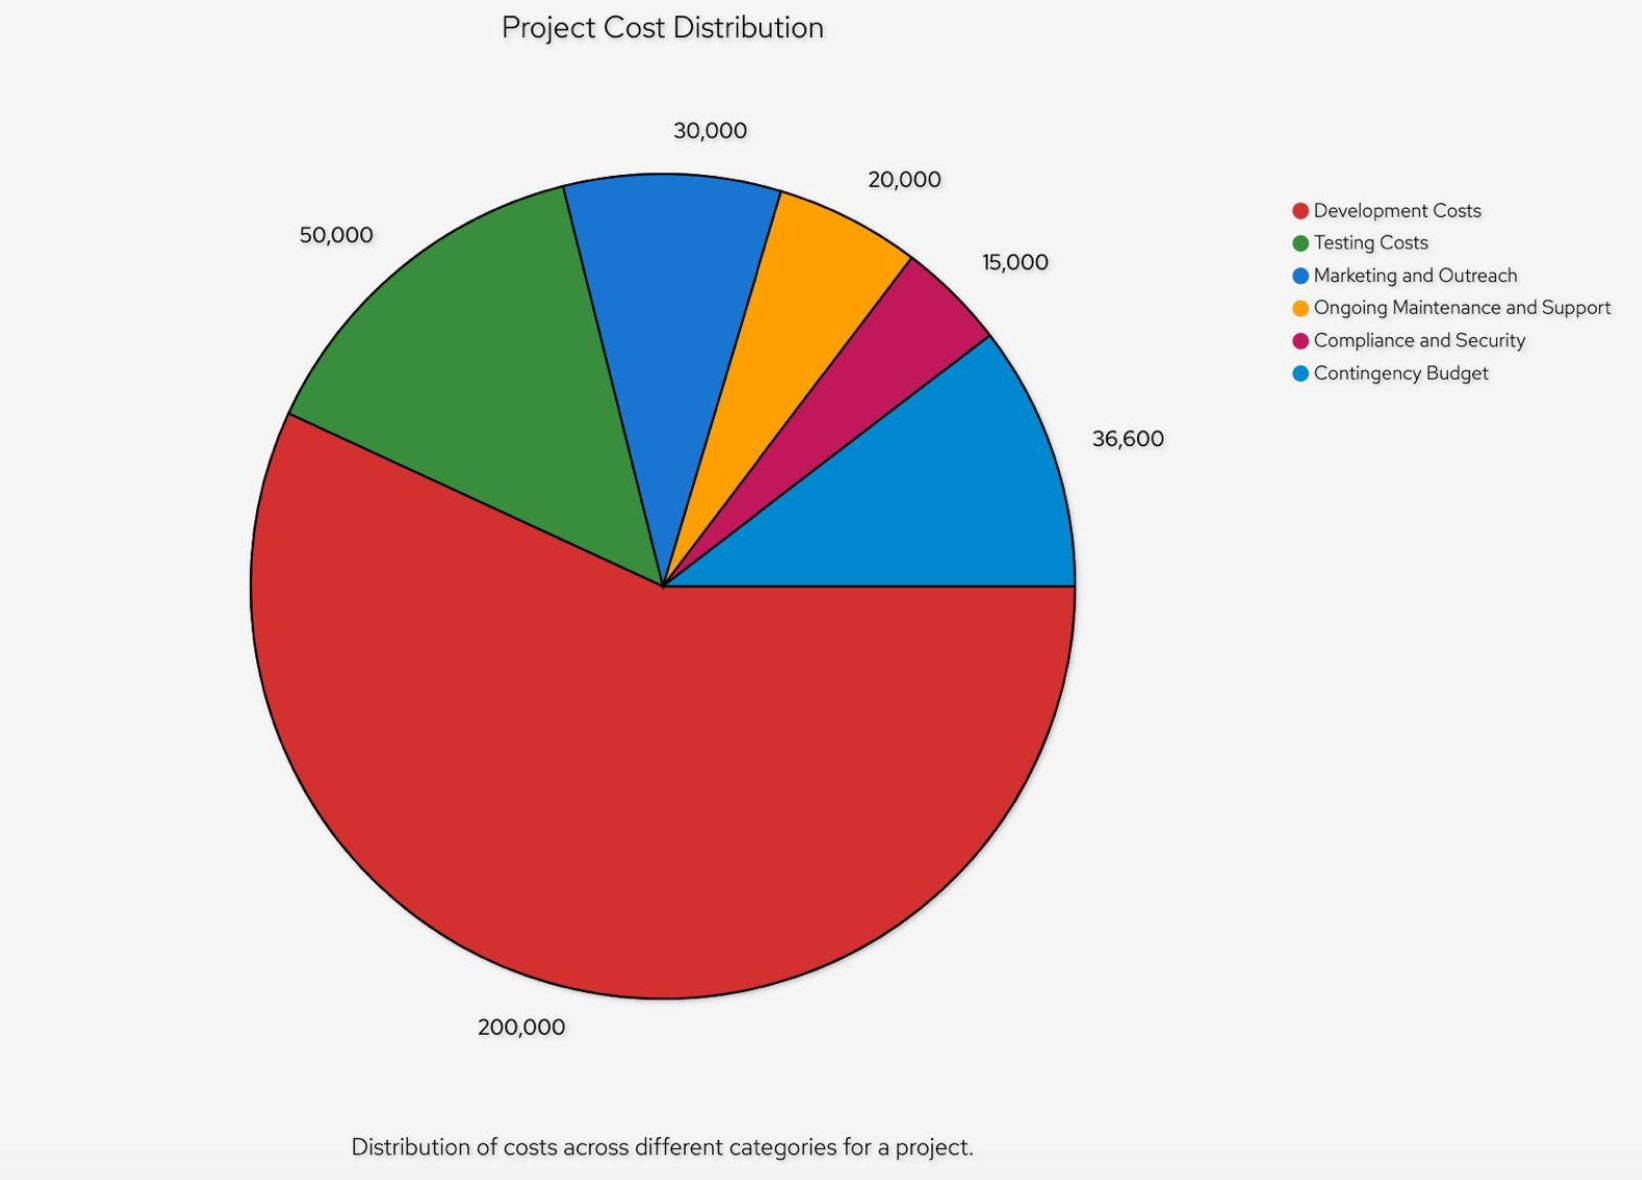 Project Cost Distribution
30,000
20,000
50,000
15,000
36,600
200,000
Development Costs
Testing Costs
Marketing and Outreach
Ongoing Maintenance and Support
Compliance and Security
Contingency Budget
Distribution of costs across different categories for a project.